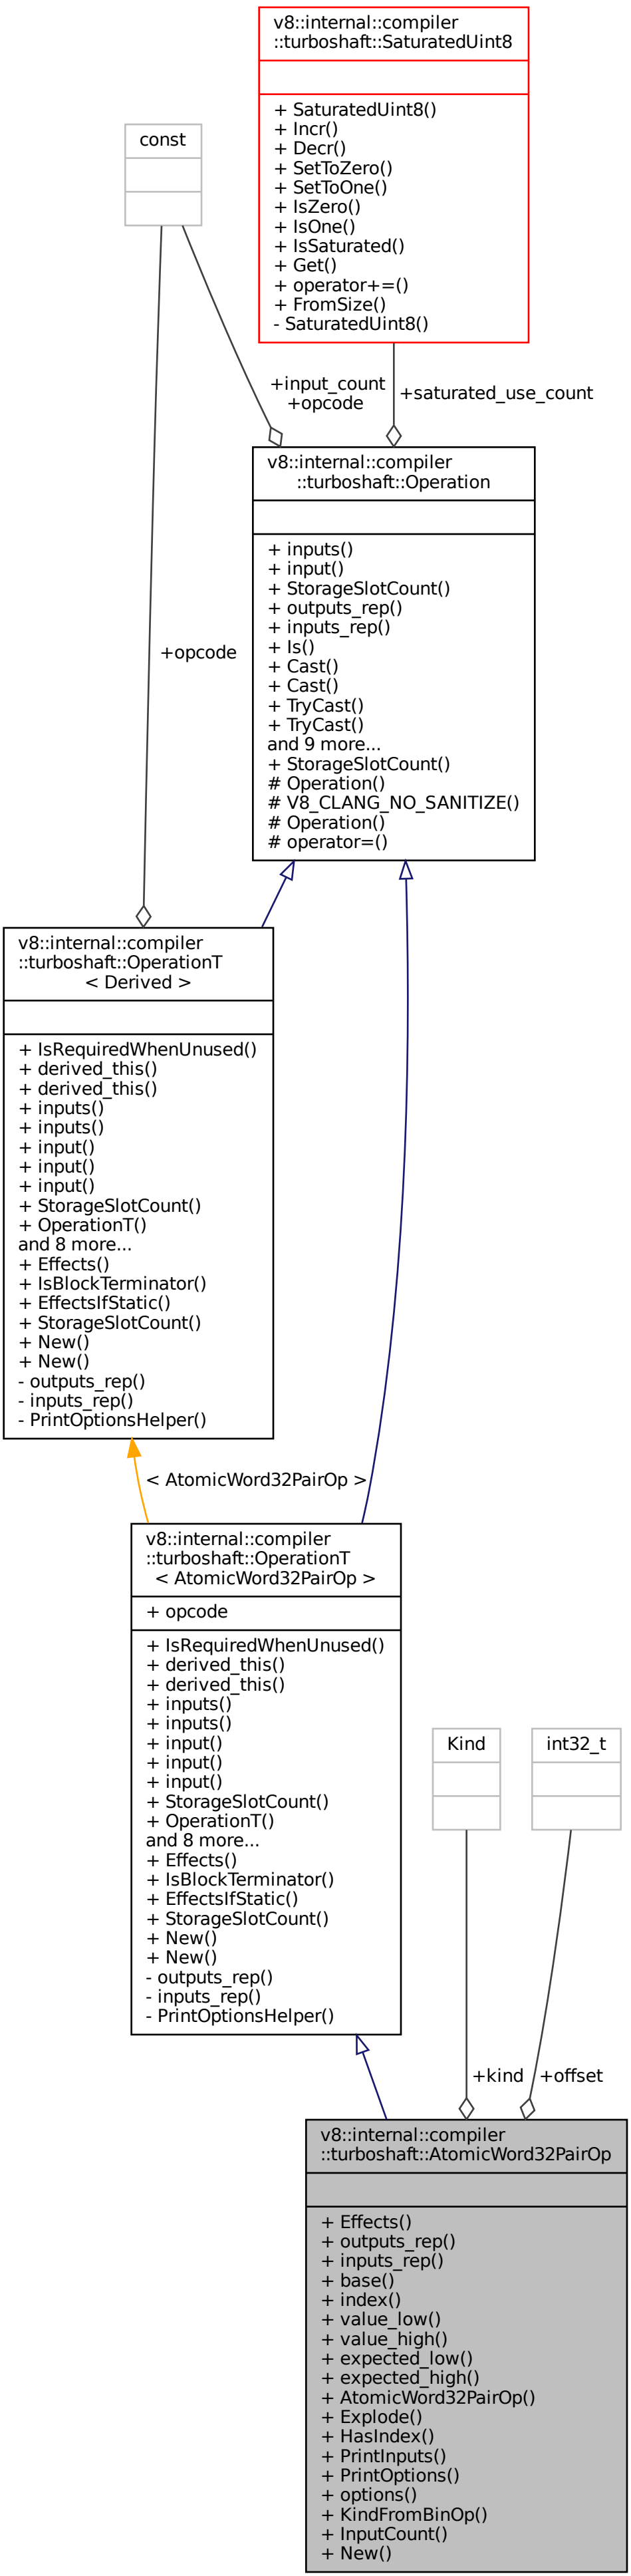 v8::internal::compiler
::turboshaft::SaturatedUint8
+ SaturatedUint8()
+ Incr()
+ Decr()
+ SetToZero()
+ SetToOne()
+ IsZero()
+ IsOne()
+ IsSaturated()
+ Get()
+ operator+=()
+ FromSize()
- SaturatedUint8()
const
+input_count
+opcode
+saturated_use_count
v8::internal::compiler
::turboshaft::Operation
+ inputs()
+ input()
+ StorageSlotCount()
+ outputs_rep()
+ inputs_rep()
+ Is()
+ Cast()
+ Cast()
+ TryCast()
+ TryCast()
and 9 more...
+ StorageSlotCount()
# Operation()
# V8_CLANG_NO_SANITIZE()
# Operation()
# operator=()
+opcode
v8::internal::compiler
::turboshaft::OperationT
< Derived >
+ IsRequiredWhenUnused()
+ derived_this()
+ derived_this()
+ inputs()
+ inputs()
+ input()
+ input()
+ input()
+ StorageSlotCount()
+ OperationT()
and 8 more...
+ Effects()
+ IsBlockTerminator()
+ EffectsIfStatic()
+ StorageSlotCount()
+ New()
+ New()
- outputs_rep()
- inputs_rep()
- PrintOptionsHelper()
< AtomicWord32PairOp >
v8::internal::compiler
::turboshaft::OperationT
< AtomicWord32PairOp >
+ opcode
+ IsRequiredWhenUnused()
+ derived_this()
+ derived_this()
+ inputs()
+ inputs()
+ input()
+ input()
+ input()
+ StorageSlotCount()
+ OperationT()
and 8 more...
+ Effects()
+ IsBlockTerminator()
+ EffectsIfStatic()
+ StorageSlotCount()
+ New()
+ New()
- outputs_rep()
- inputs_rep()
- PrintOptionsHelper()
Kind
int32_t
+kind
+offset
v8::internal::compiler
::turboshaft::AtomicWord32PairOp
+ Effects()
+ outputs_rep()
+ inputs_rep()
+ base()
+ index()
+ value_low()
+ value_high()
+ expected_low()
+ expected_high()
+ AtomicWord32PairOp()
+ Explode()
+ HasIndex()
+ PrintInputs()
+ PrintOptions()
+ options()
+ KindFromBinOp()
+ InputCount()
+ New()